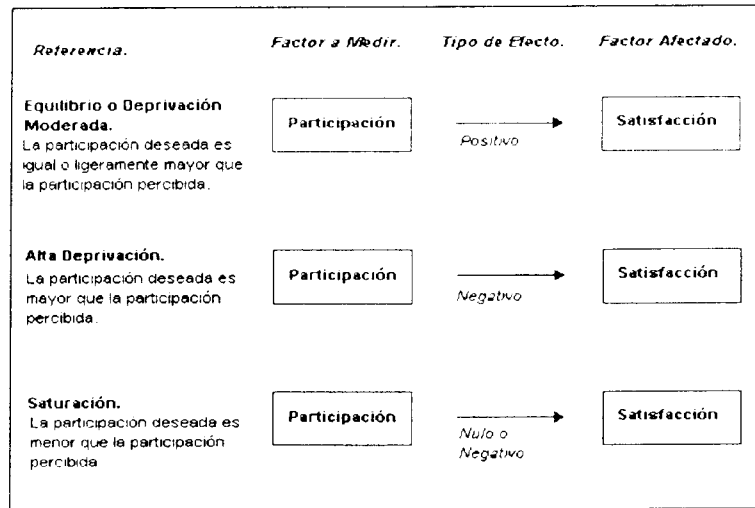 Referencia. Factor a Medir. Tipo de Efecto. Factor Afectado.
Equilibrio o Deprivación
Moderada.
La participación deseada es
igual o ligeramente mayor que
la participación percibida.
Participación
Positivo
Satisfacción
Alta Deprivación.
La participación deseada es
mayor que la participación
percibida.
Participación
Negativo
Satisfacción
Saturación.
La participación deseada es
menor que la participación
percibida
Participación
Nulo o
Negativo
Satisfacción